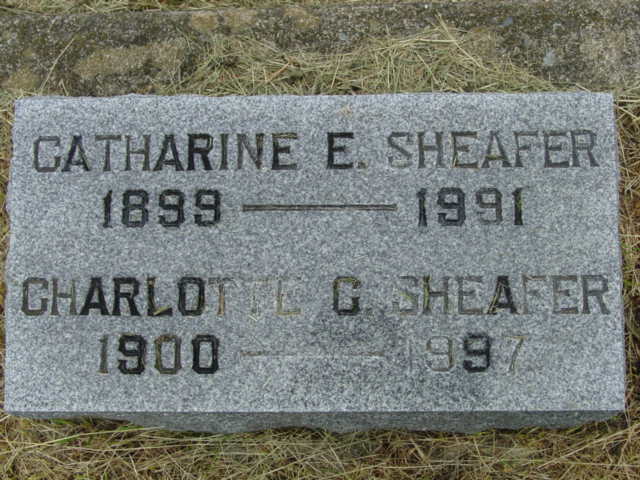 CATHARINE E. SHEAFER
1899 — 1991
CHARLOTTE G. SHEAFER
1900 — 1997